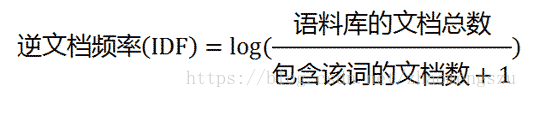 逆文档频率(IDF) = log(语料库的文档总数 / 包含该词的文档数 + 1)